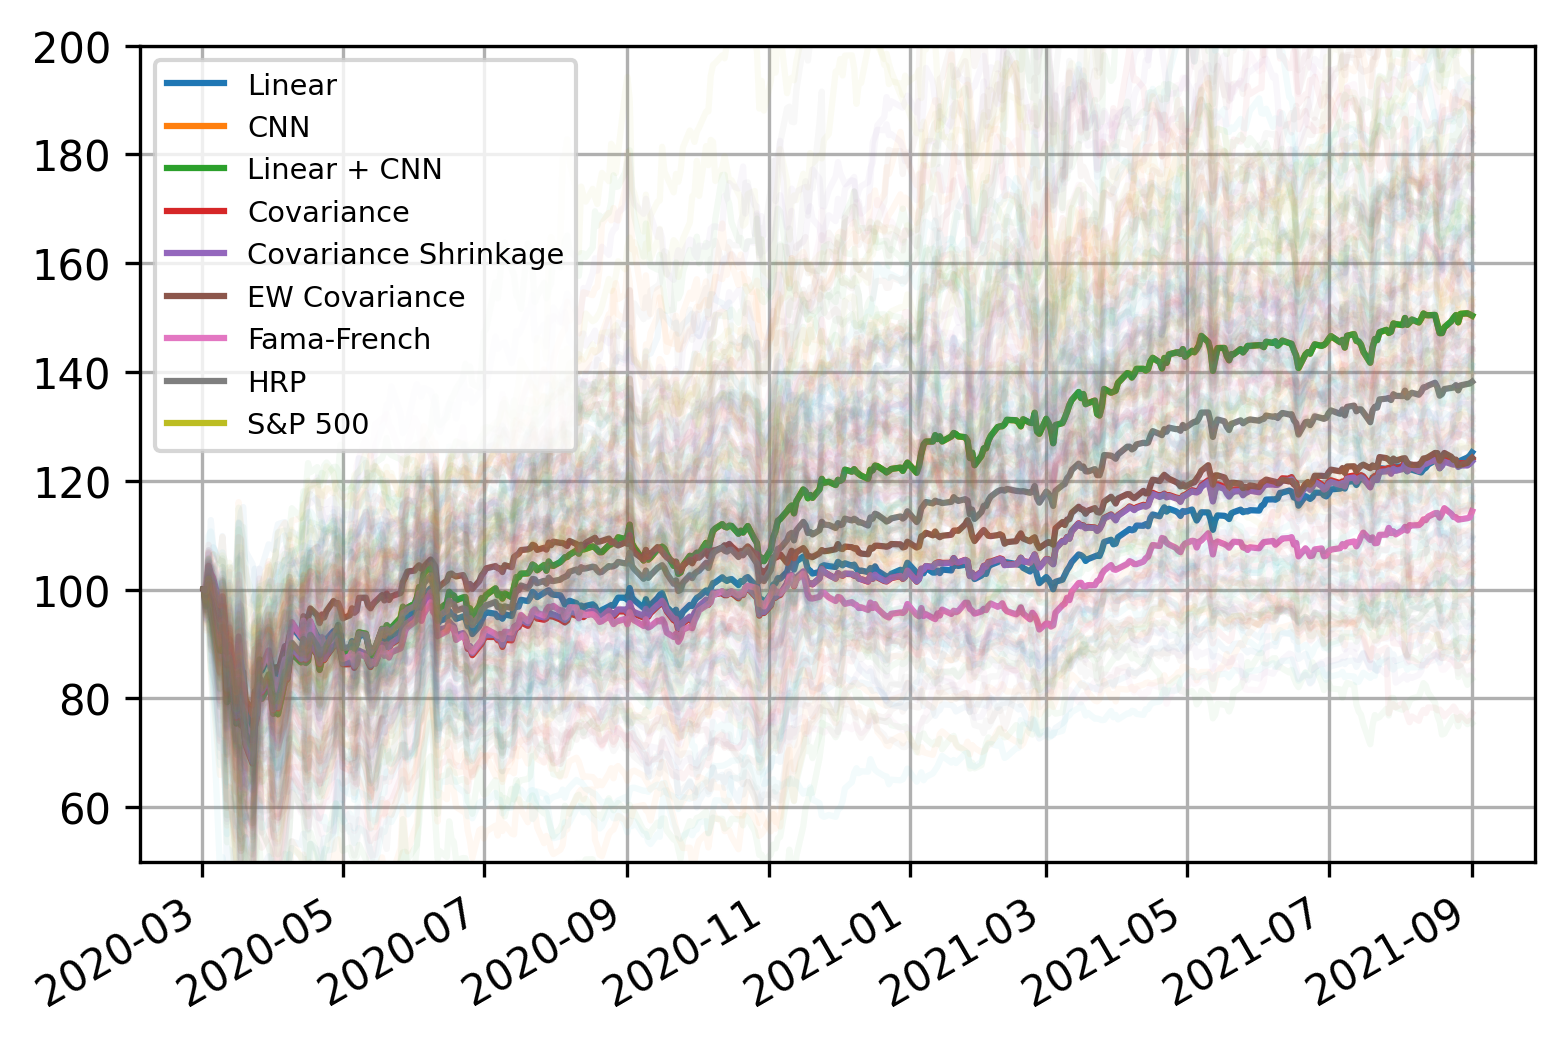 200
180
160
140
120
100
80
60
Linear
CNN
Linear + CNN
Covariance
Covariance Shrinkage
EW Covariance
Fama-French
HRP
S&P 500
2020-03
2020-05
2020-07
2020-09
2020-11
2021-01
2021-03
2021-05
2021-07
2021-09